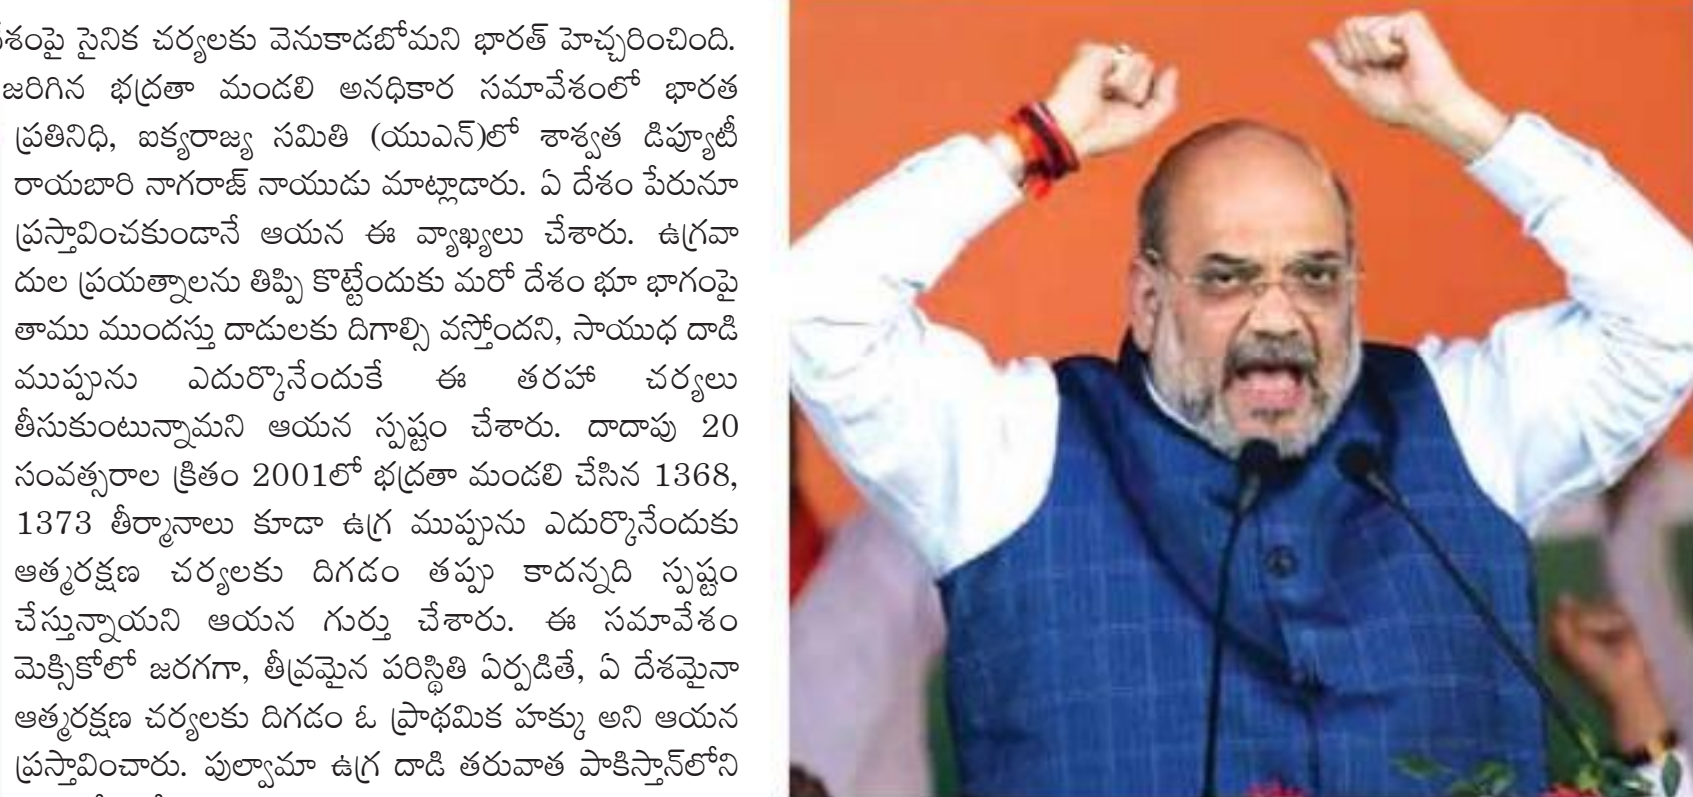 దేశంపై సైనిక చర్యలకు వెనుకాడబోమని భారత్ హెచ్చరించింది.
జరిగిన భద్రతా మండలి అనధికార సమావేశంలో భారత
ప్రతినిధి, ఐక్యరాజ్య సమితి (యుఎన్)లో శాశ్వత డిప్యూటీ
రాయబారి నాగరాజ్ నాయుడు మాట్లాడారు. ఏ దేశం పేరునూ
ప్రస్తావించకుండానే ఆయన ఈ వ్యాఖ్యలు చేశారు. ఉగ్రవా
దుల ప్రయత్నాలను తిప్పి కొట్టేందుకు మరో దేశం భూ భాగంపై
తాము ముందస్తు దాడులకు దిగాల్సి వస్తోందని, సాయుధ దాడి
ముప్పును ఎదుర్కొనేందుకే ఈ తరహా చర్యలు
తీసుకుంటున్నామని ఆయన స్పష్టం చేశారు. దాదాపు 20
సంవత్సరాల క్రితం 2001లో భద్రతా మండలి చేసిన 1368,
1373 తీర్మానాలు కూడా ఉగ్ర ముప్పును ఎదుర్కొనేందుకు
ఆత్మరక్షణ చర్యలకు దిగడం తప్పు కాదన్నది స్పష్టం
చేస్తున్నాయని ఆయన గుర్తు చేశారు. ఈ సమావేశం
మెక్సికోలో జరగగా, తీవ్రమైన పరిస్థితి ఏర్పడితే, ఏ దేశమైనా
ఆత్మరక్షణ చర్యలకు దిగడం ఓ ప్రాథమిక హక్కు అని ఆయన
ప్రస్తావించారు. పుల్వామా ఉగ్ర దాడి తరువాత పాకిస్తాన్‌లోని